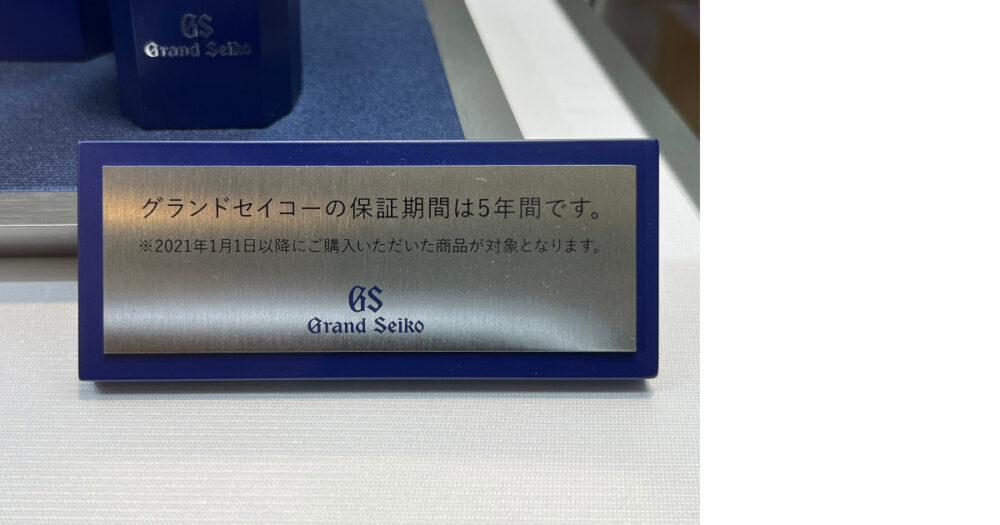 GS
Grand Seiko
グランドセイコーの保証期間は5年間です。
※2021年1月1日以降にご購入いただいた商品が対象となります。
GS
Grand Seiko